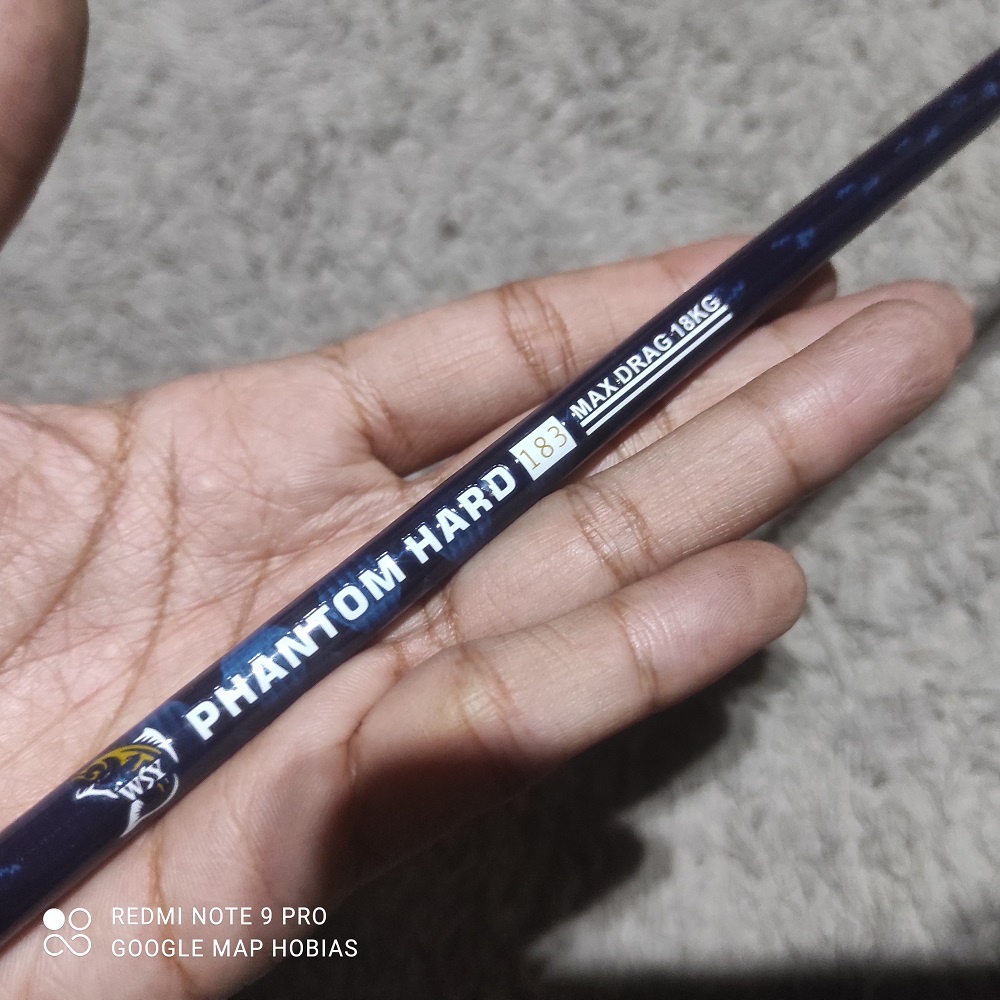 WSY PHANTOM HARD 183 MAX DRAG 18KG
REDMI NOTE 9 PRO
GOOGLE MAP HOBIAS